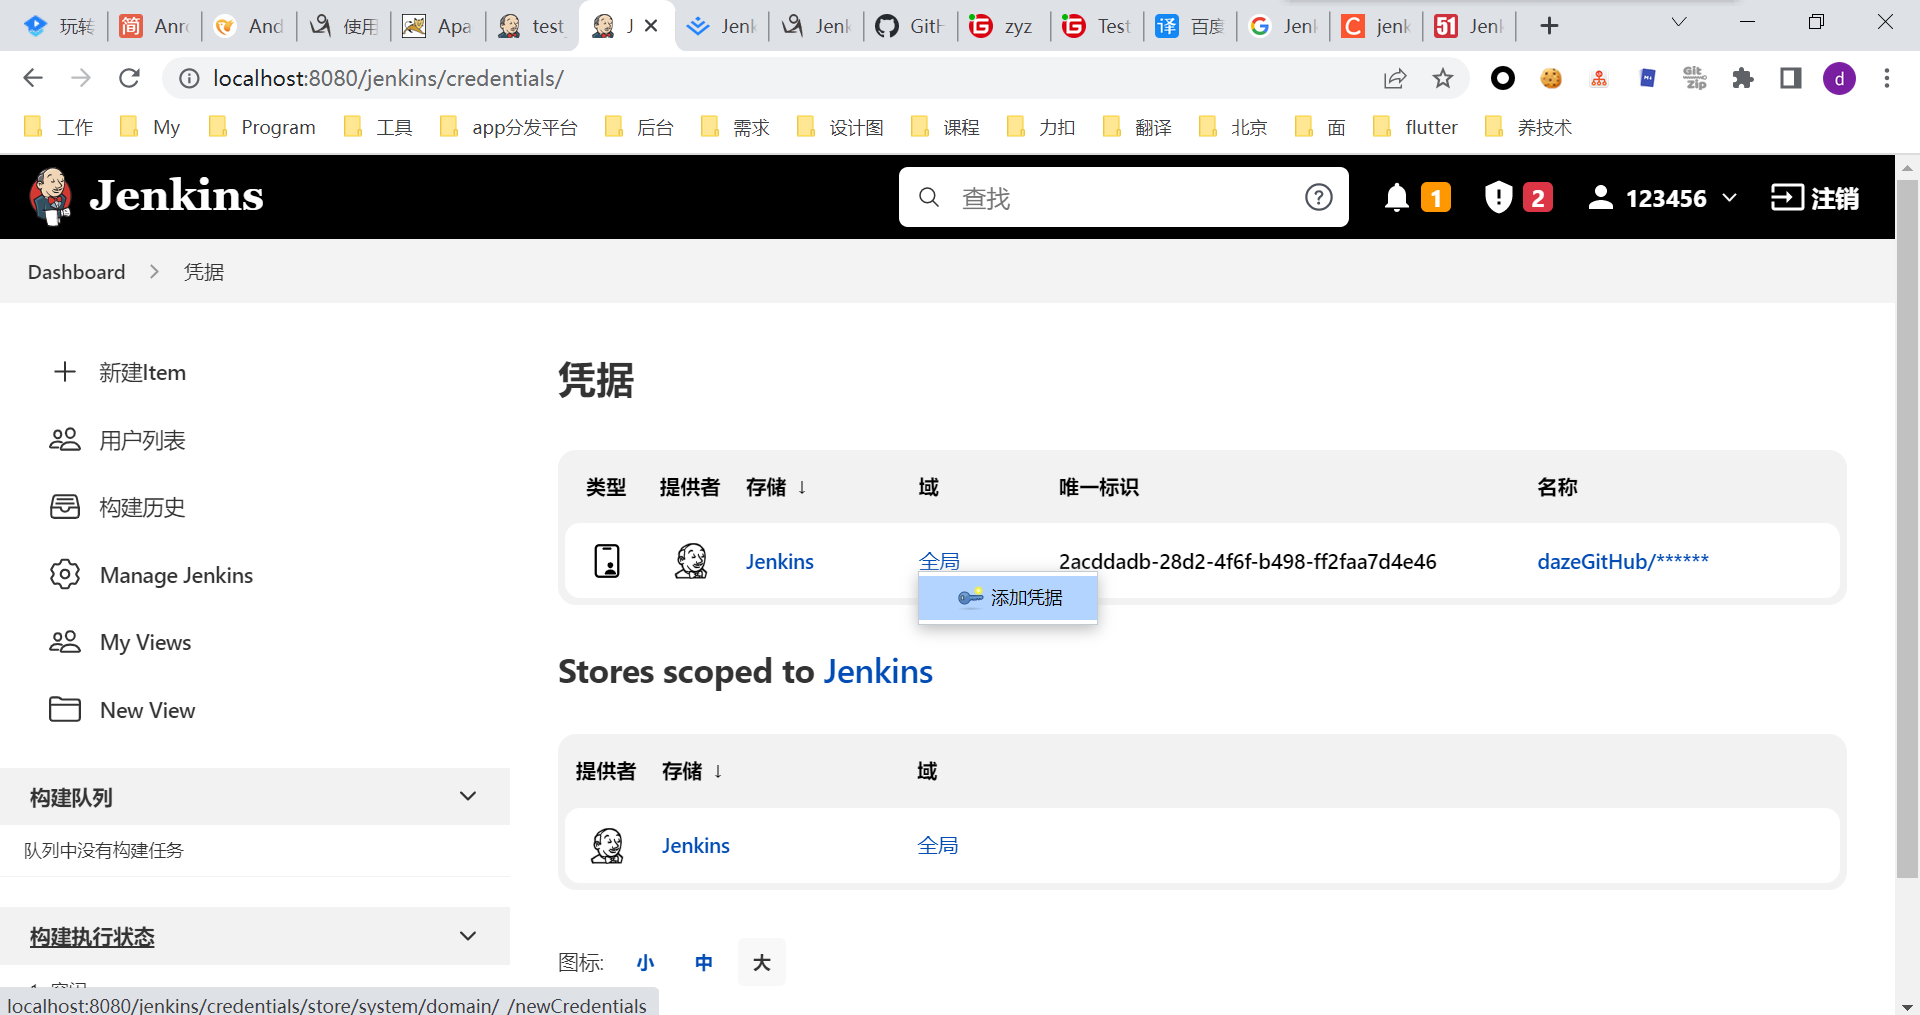 玩转 简 Anr And 使用 Apa test J Jenk Jenk GitH zyz Test 译 百度 Jenk jenk 51 Jenk
localhost:8080/jenkins/credentials/ Git Zip d
工作 My Program 工具 app分发平台 后台 需求 设计图 课程 力扣 翻译 北京 面 flutter 养技术
Jenkins 查找 1 2 123456 注销
Dashboard 凭据
新建Item
用户列表
构建历史
Manage Jenkins
My Views
New View
构建队列
队列中没有构建任务
构建执行状态
凭据
类型 提供者 存储 ↓ 域 唯一标识 名称
Jenkins 全局 2acddadb-28d2-4f6f-b498-ff2faa7d4e46 dazeGitHub/******
添加凭据
Stores scoped to Jenkins
提供者 存储 ↓ 域
Jenkins 全局
图标: 小 中 大
localhost:8080/jenkins/credentials/store/system/domain/_/newCredentials